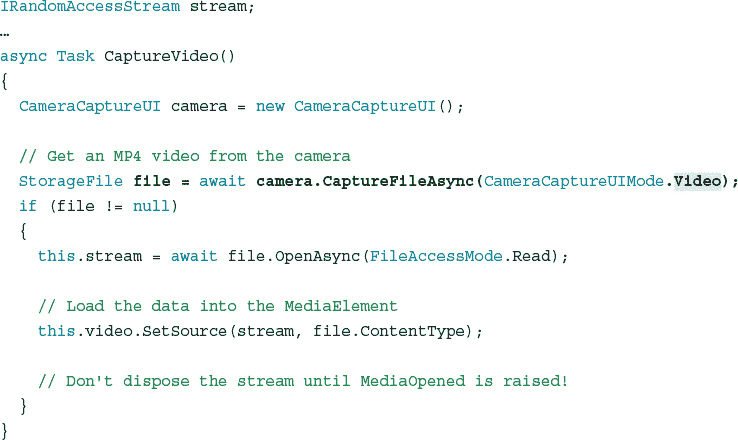 IRandomAccessStream stream;
…
async Task CaptureVideo()
{
  CameraCaptureUI camera = new CameraCaptureUI();

  // Get an MP4 video from the camera
  StorageFile file = await camera.CaptureFileAsync(CameraCaptureUIMode.Video);
  if (file != null)
  {
    this.stream = await file.OpenAsync(FileAccessMode.Read);

    // Load the data into the MediaElement
    this.video.SetSource(stream, file.ContentType);

    // Don't dispose the stream until MediaOpened is raised!
  }
}